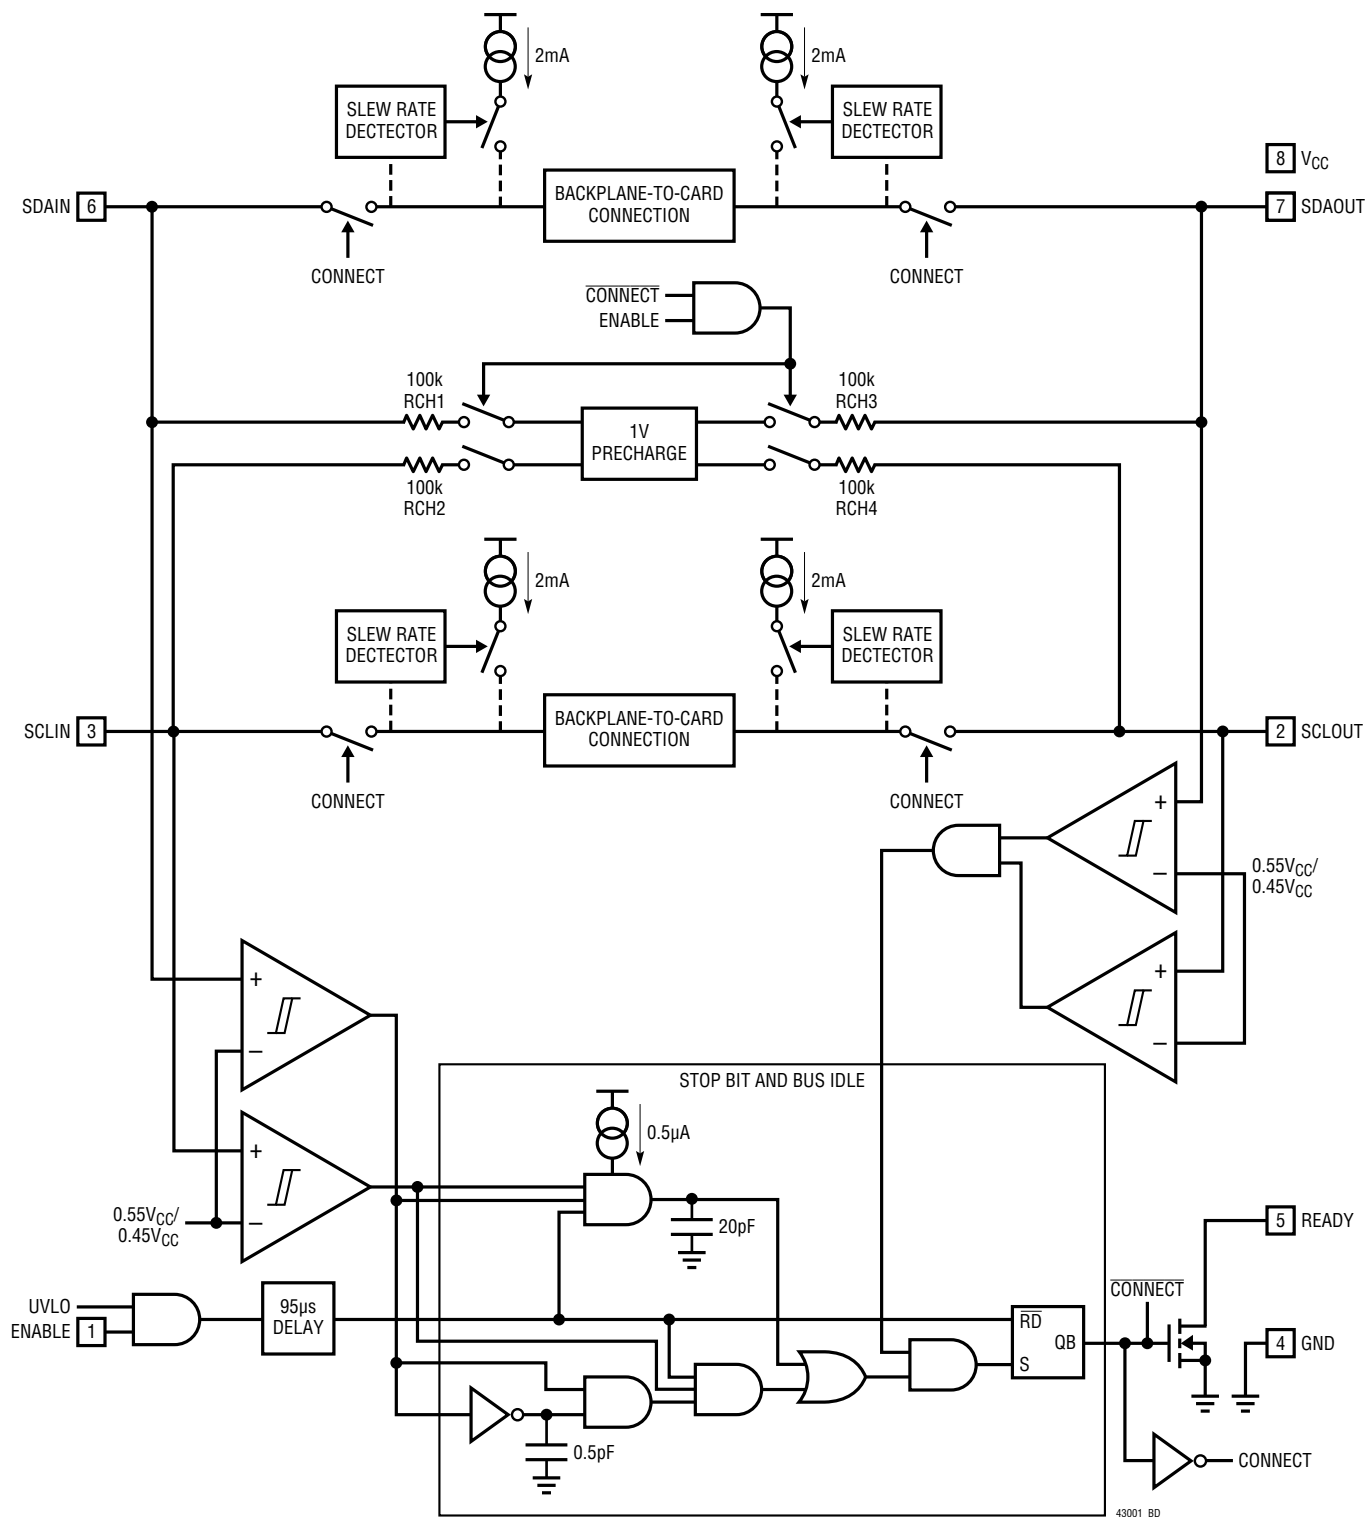 2mA
2mA
SLEW RATE
DECTECTOR
SLEW RATE
DECTECTOR
8 VCC
SDAIN 6
BACKPLANE-TO-CARD
CONNECTION
7 SDAOUT
CONNECT
CONNECT
CONNECT
ENABLE
100k
RCH1
100k
RCH3
1V
PRECHARGE
100k
RCH2
100k
RCH4
2mA
2mA
SLEW RATE
DECTECTOR
SLEW RATE
DECTECTOR
SCLIN 3
BACKPLANE-TO-CARD
CONNECTION
2 SCLOUT
CONNECT
CONNECT
+
–
0.55VCC/
0.45VCC
+
–
+
–
STOP BIT AND BUS IDLE
0.5µA
+
–
0.55VCC/
0.45VCC
20pF
5 READY
UVLO
ENABLE 1
95µs
DELAY
CONNECT
RD
QB
S
4 GND
0.5pF
CONNECT
43001 BD